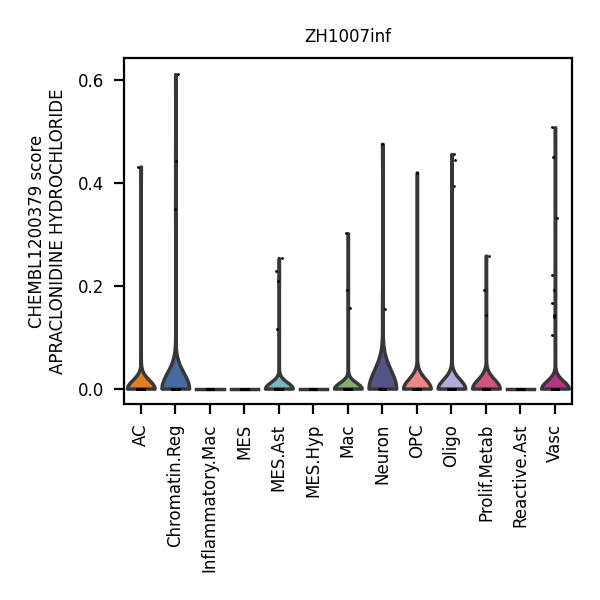 ZH1007inf
CHEMBL1200379 score
APRACLONIDINE HYDROCHLORIDE
0.6
0.4
0.2
0.0
AC
Chromatin.Reg
Inflammatory.Mac
MES
MES.Ast
MES.Hyp
Mac
Neuron
OPC
Oligo
Prolif.Metab
Reactive.Ast
Vasc